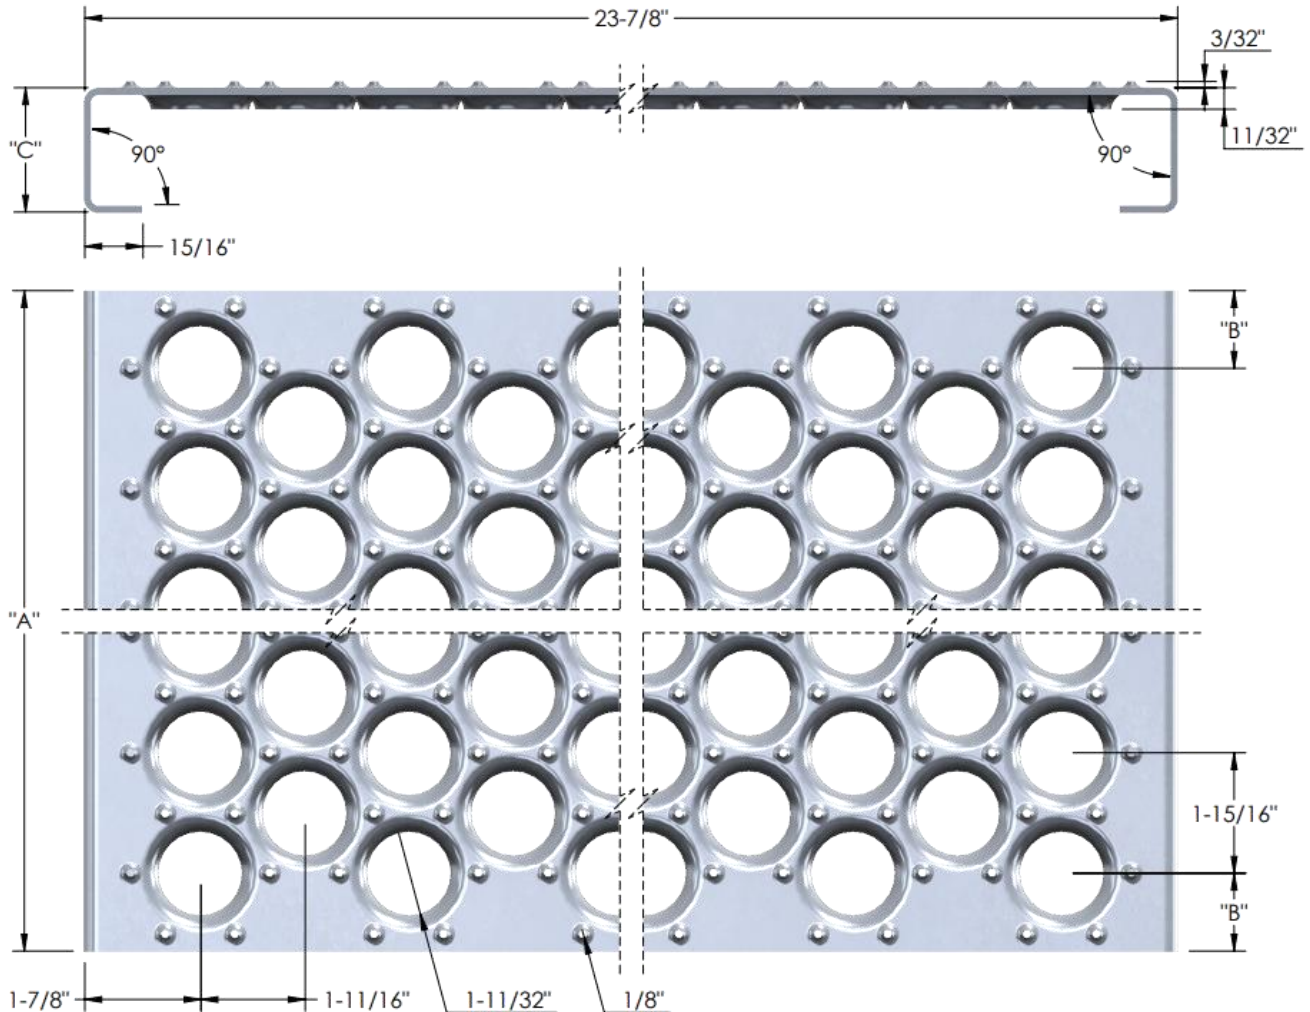 23-7/8"
3/32"
"C"
90°
90°
11/32"
15/16"
"B"
"A"
1-15/16"
"B"
1-7/8"
1-11/16"
1-11/32"
1/8"